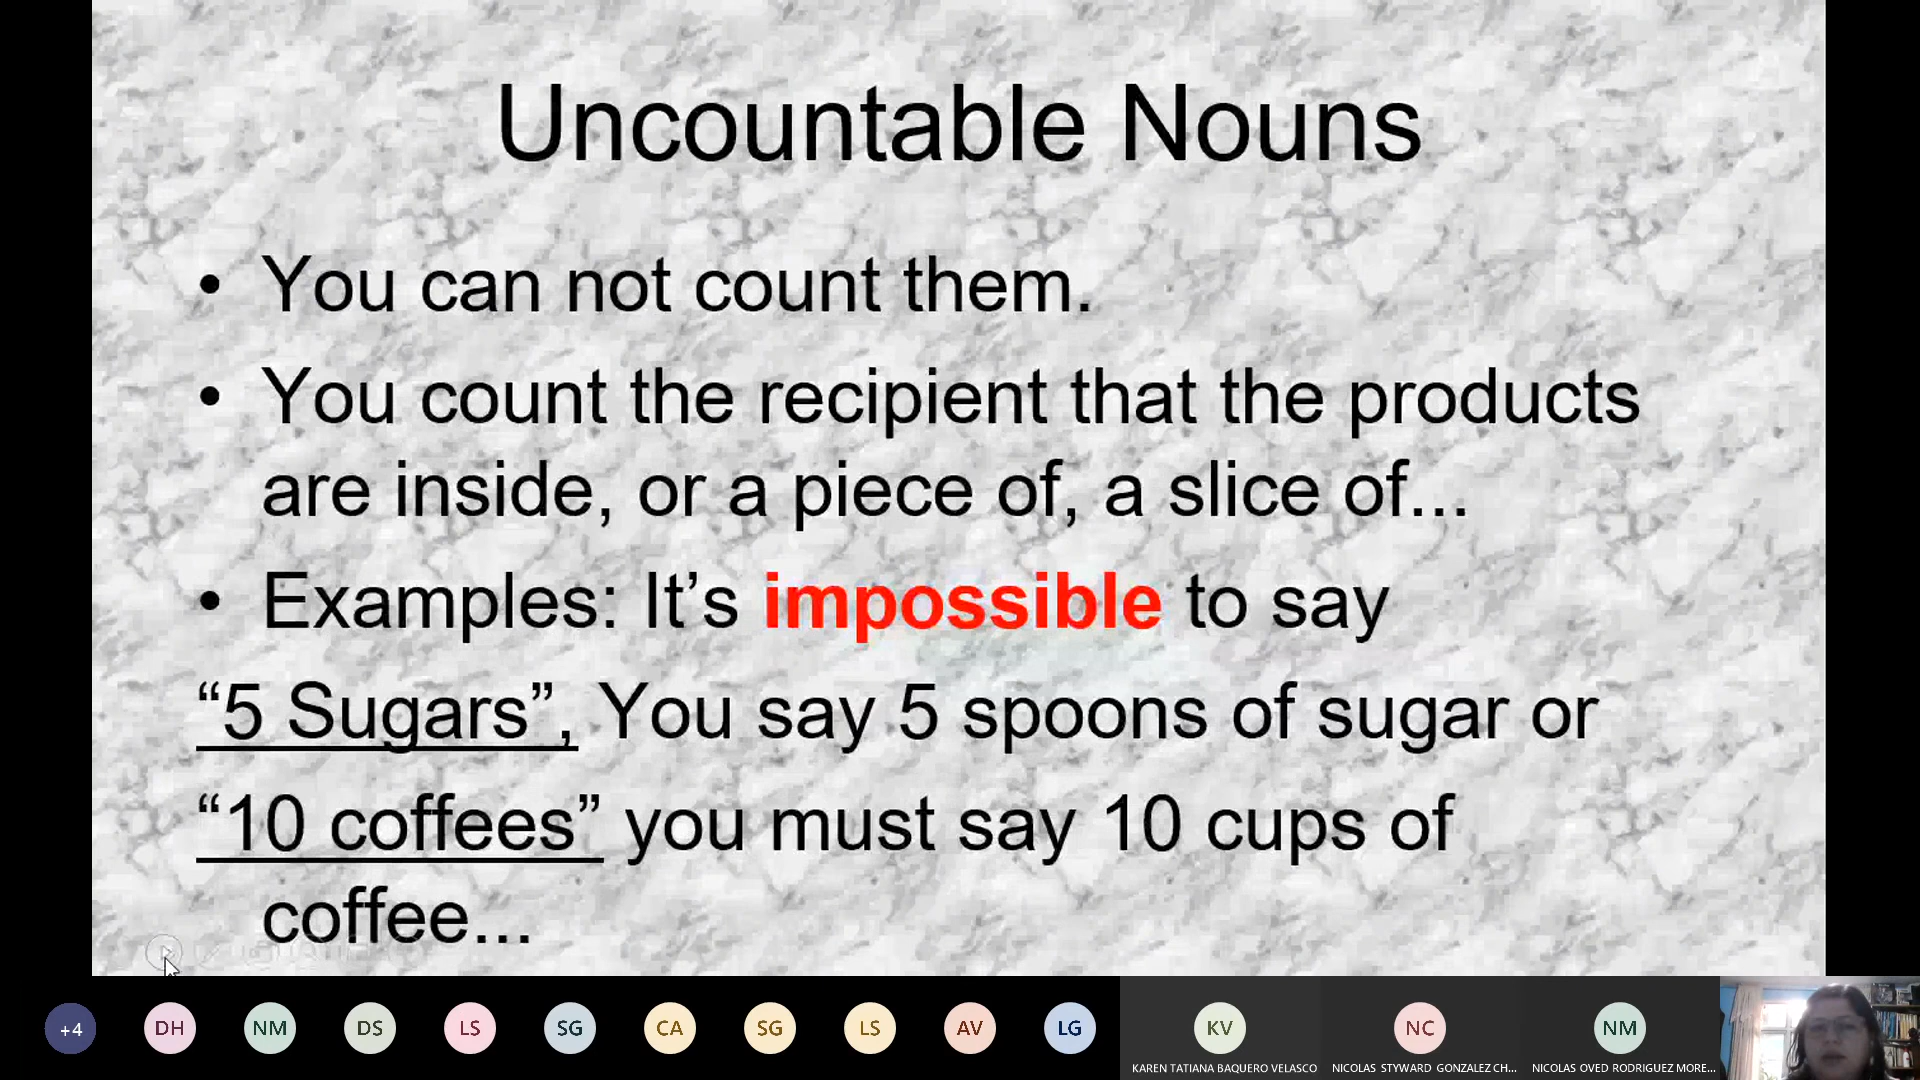 Uncountable Nouns
• You can not count them.
• You count the recipient that the products
are inside, or a piece of, a slice of...
• Examples: It’s impossible to say
“5 Sugars”, You say 5 spoons of sugar or
“10 coffees” you must say 10 cups of
coffee...
+4 DH NM DS LS SG CA SG LS AV LG KV NC NM
KAREN TATIANA BAQUERO VELASCO NICOLAS STYWARD GONZALEZ CH... NICOLAS OVED RODRIGUEZ MORE...